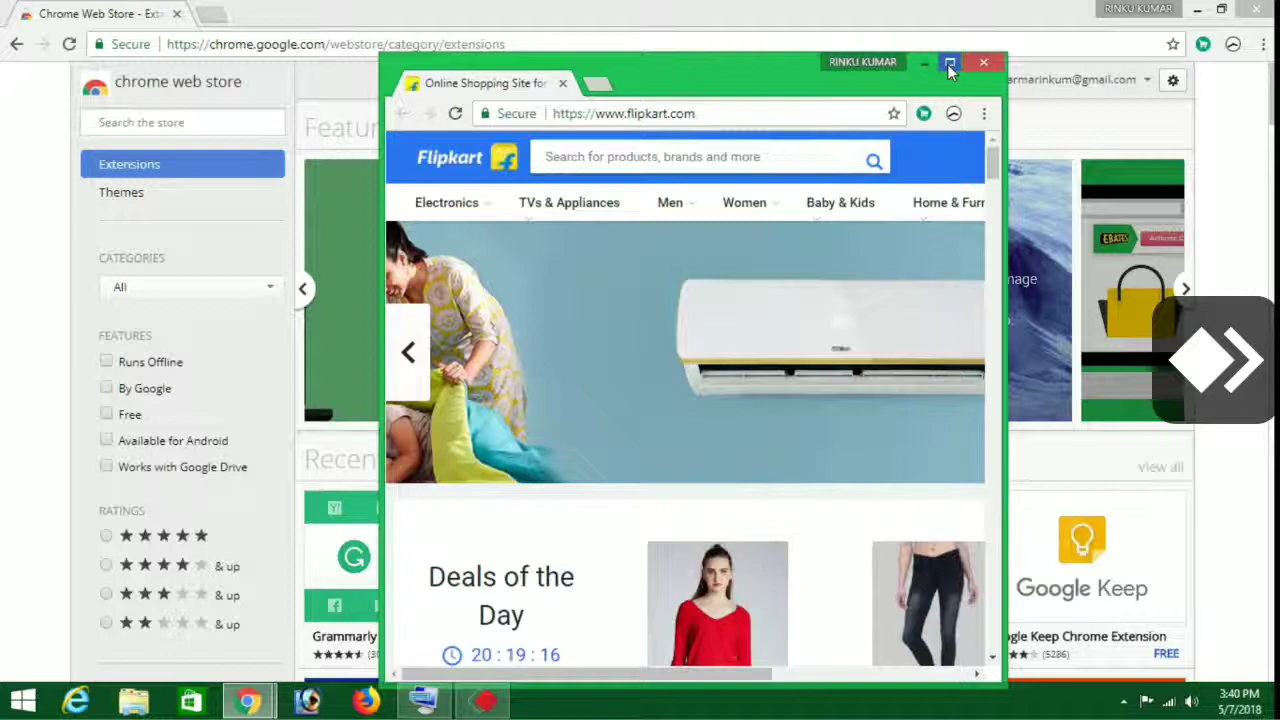 Chrome Web Store - Exte
RINKU KUMAR
Secure
https://chrome.google.com/webstore/category/extensions
chrome web store
armarinkum@gmail.com
Search the store
Extensions
Themes
CATEGORIES
All
FEATURES
Runs Offline
By Google
Free
Available for Android
Works with Google Drive
RATINGS
& up
& up
& up
Featur
EBATES
mage
Recen
view all
Grammarly
Google Keep
gle Keep Chrome Extension
(5286)
FREE
RINKU KUMAR
Online Shopping Site for
Secure
https://www.flipkart.com
Flipkart
Search for products, brands and more
Electronics
TVs & Appliances
Men
Women
Baby & Kids
Home & Furn
Deals of the
Day
20 : 19 : 16
3:40 PM
5/7/2018